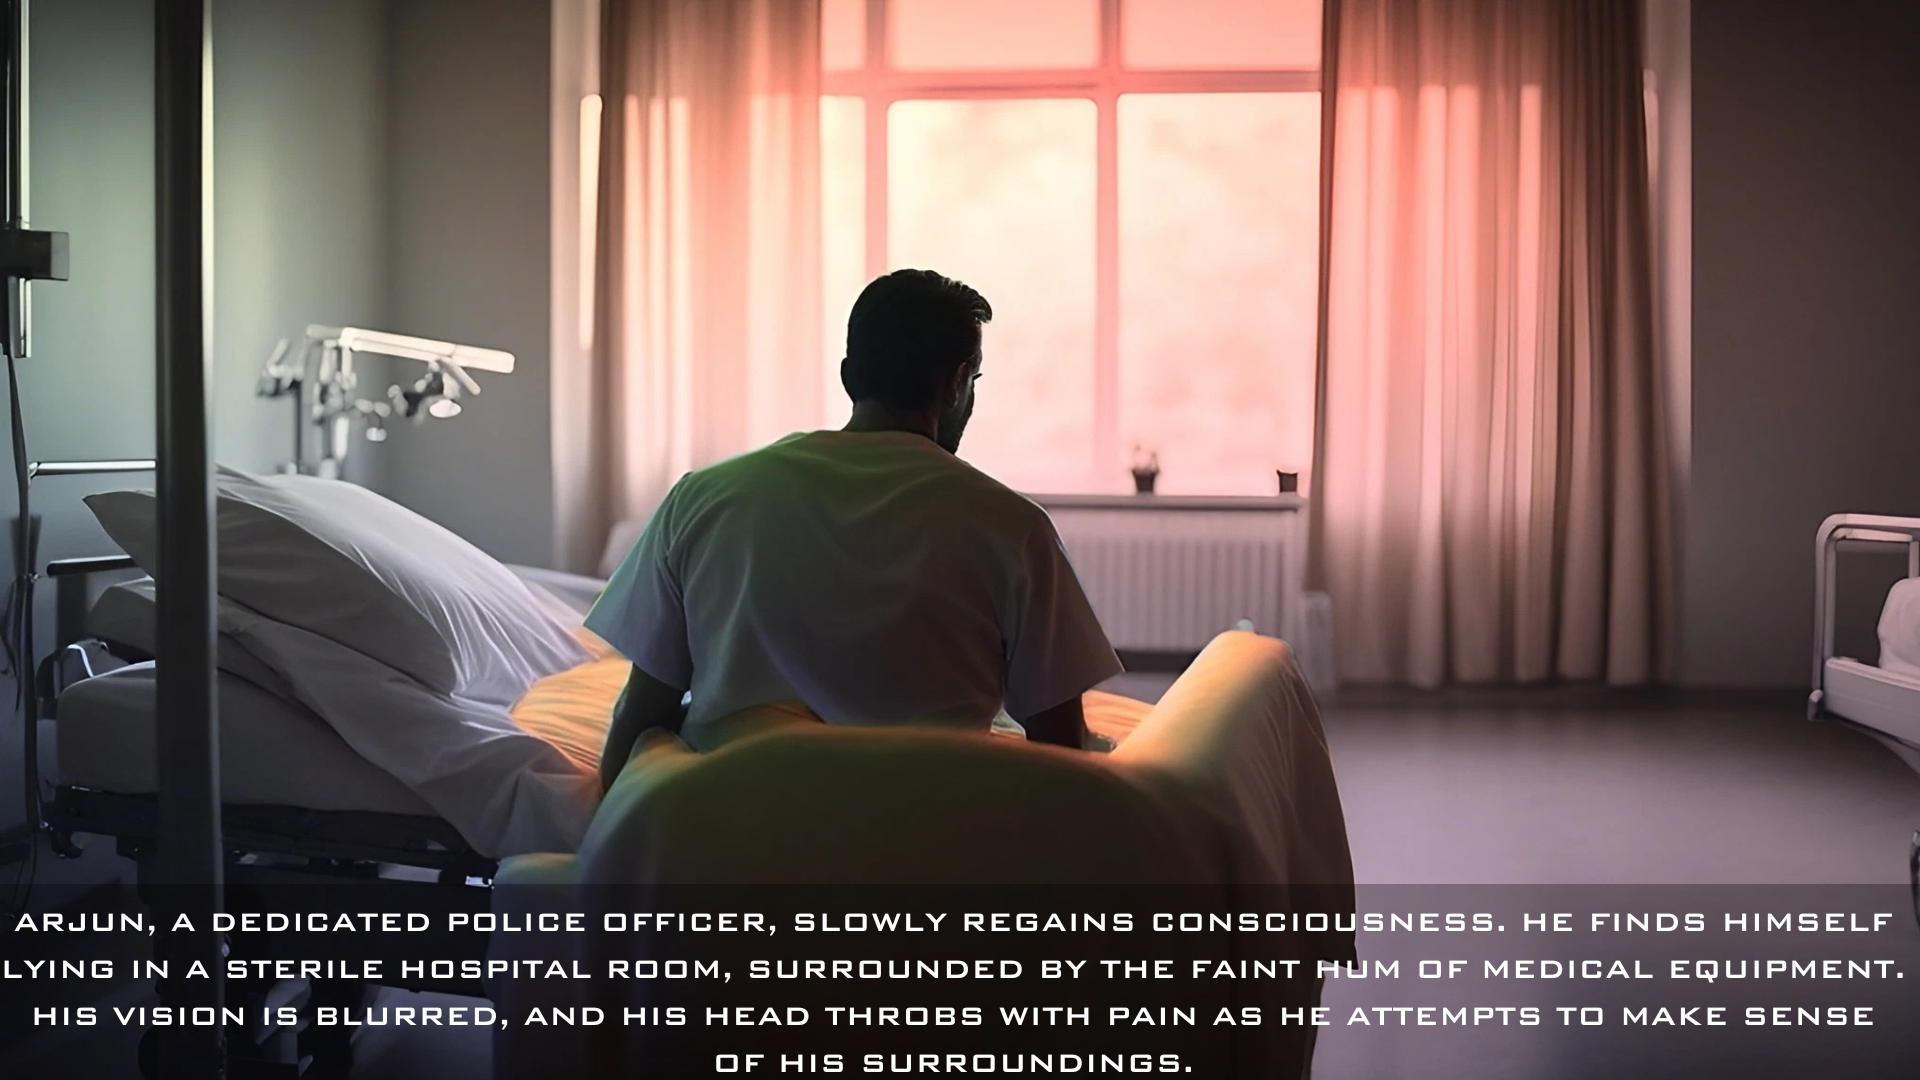 ARJUN, A DEDICATED POLICE OFFICER, SLOWLY REGAINS CONSCIOUSNESS. HE FINDS HIMSELF
LYING IN A STERILE HOSPITAL ROOM, SURROUNDED BY THE FAINT HUM OF MEDICAL EQUIPMENT.
HIS VISION IS BLURRED, AND HIS HEAD THROBS WITH PAIN AS HE ATTEMPTS TO MAKE SENSE
OF HIS SURROUNDINGS.